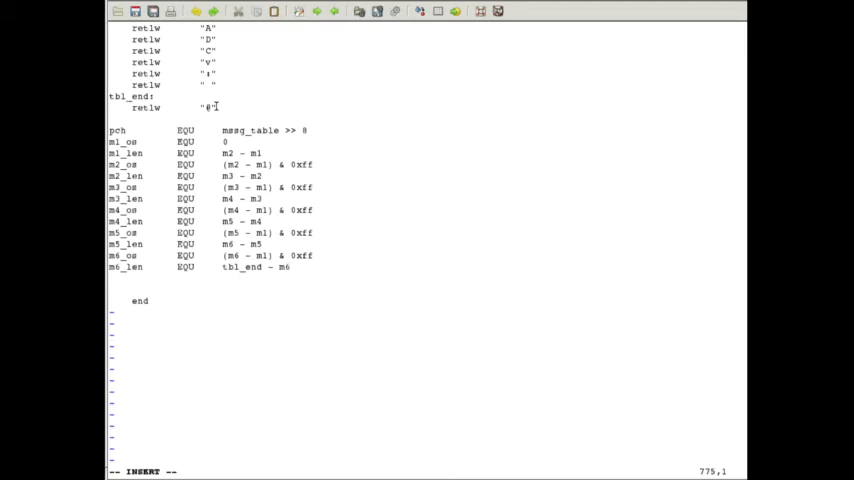 retlw "A"
retlw "D"
retlw "C"
retlw "v"
retlw ":"
retlw " "
tbl_end:
retlw "@"
pch EQU mssg_table >> 8
m1_os EQU 0
m1_len EQU m2 - m1
m2_os EQU (m2 - m1) & 0xff
m2_len EQU m3 - m2
m3_os EQU (m3 - m1) & 0xff
m3_len EQU m4 - m3
m4_os EQU (m4 - m1) & 0xff
m4_len EQU m5 - m4
m5_os EQU (m5 - m1) & 0xff
m5_len EQU m6 - m5
m6_os EQU (m6 - m1) & 0xff
m6_len EQU tbl_end - m6
end
~
~
~
~
~
~
~
~
~
~
~
~
~
~
-- INSERT -- 775,1